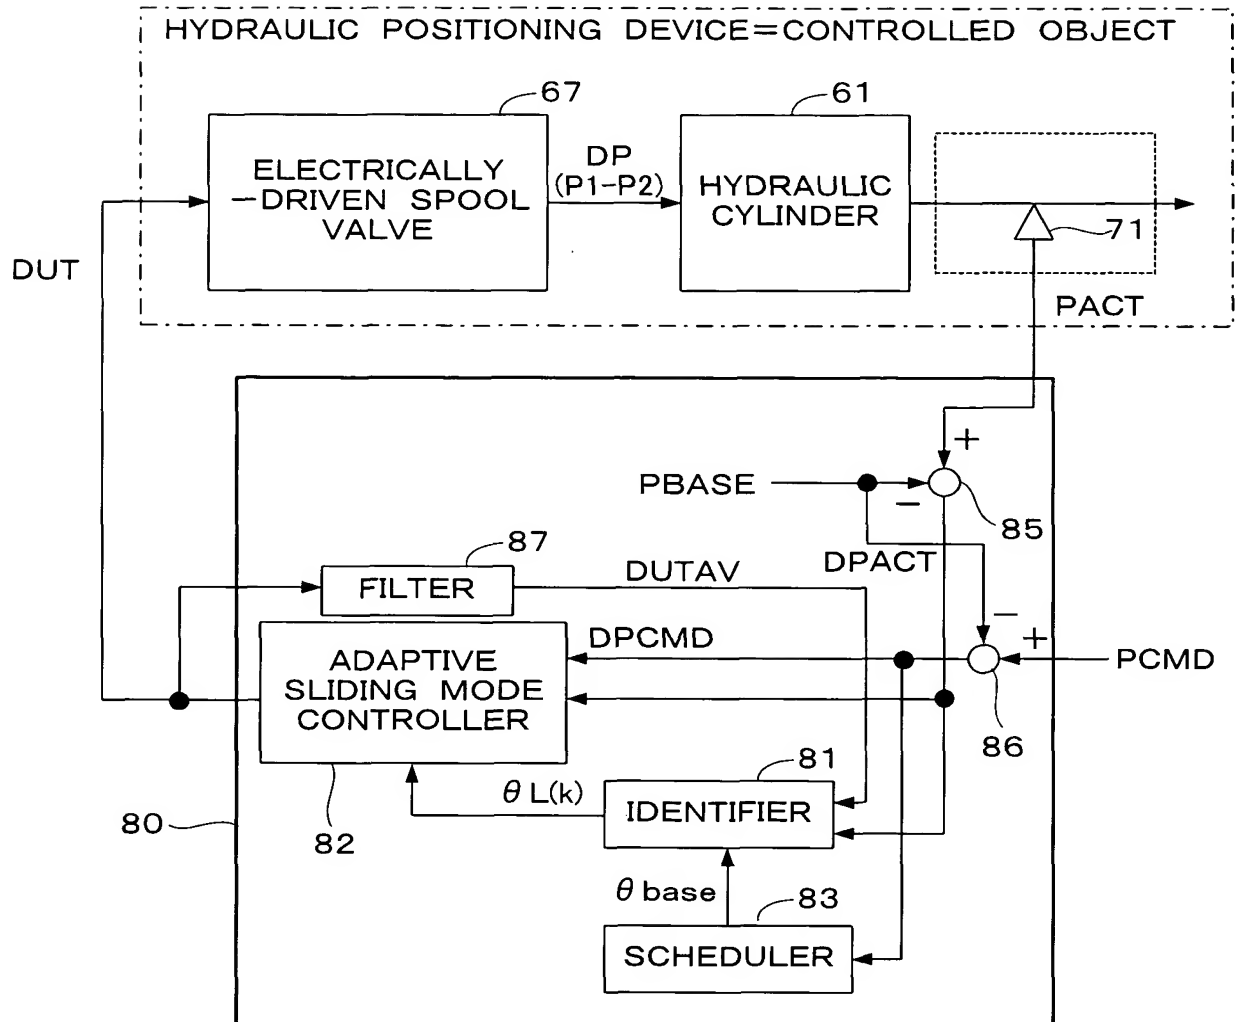 HYDRAULIC POSITIONING DEVICE=CONTROLLED OBJECT
67
61
ELECTRICALLY
-DRIVEN SPOOL
VALVE
DP
(P1-P2)
HYDRAULIC
CYLINDER
71
DUT
PACT
+
PBASE
-
85
87
FILTER
DUTAV
DPACT
-
+
DPCMD
PCMD
ADAPTIVE
SLIDING MODE
CONTROLLER
86
81
θ L(k)
IDENTIFIER
80
82
θ base
83
SCHEDULER